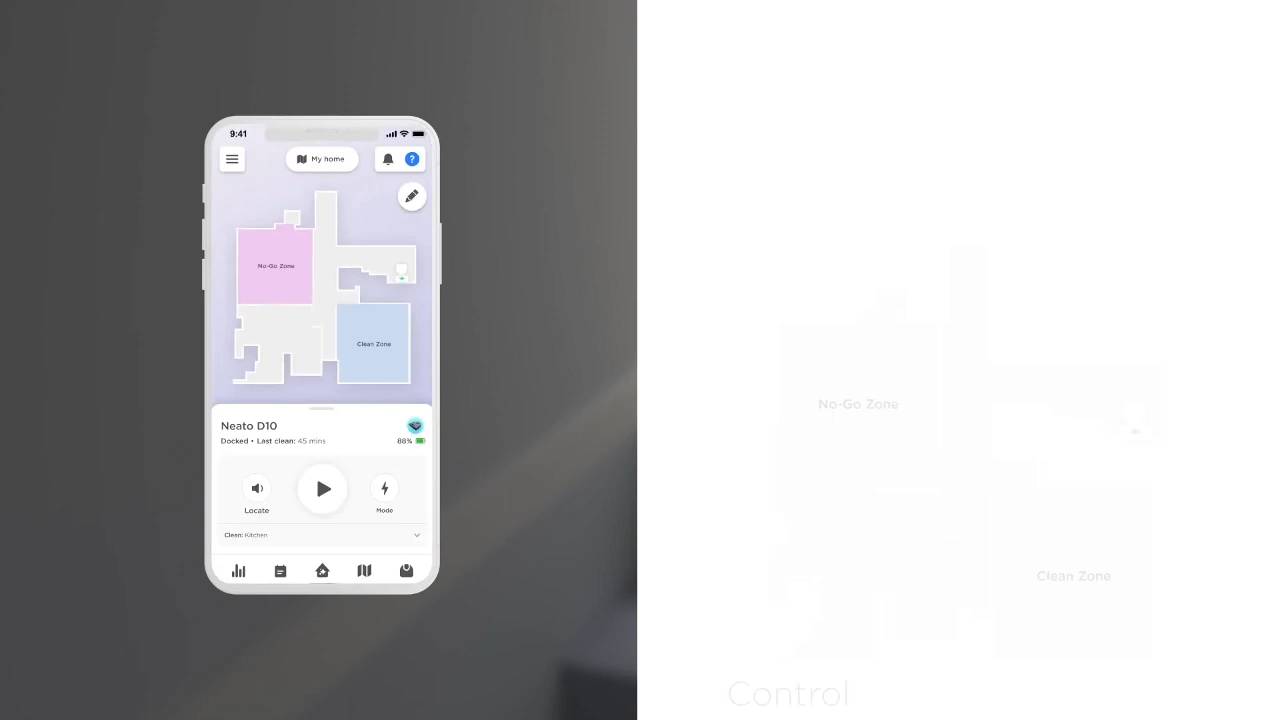 9:41
My home
?
No-Go Zone
Clean Zone
Neato D10
Docked • Last clean: 45 mins
88%
Locate
Mode
Clean: Kitchen
No-Go Zone
Clean Zone
Control